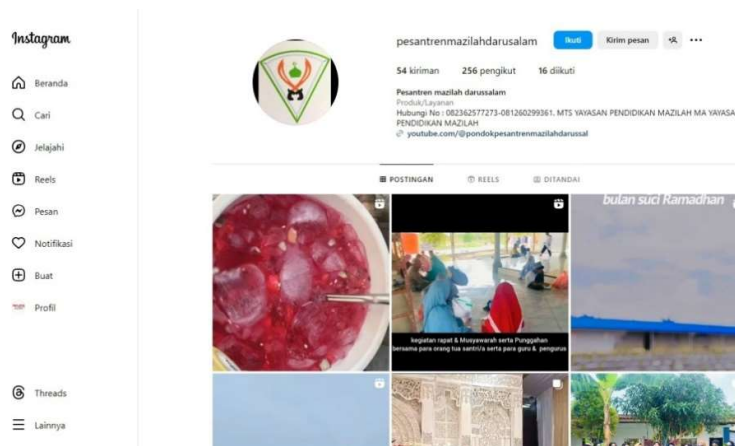 Instagram
Beranda
Cari
Jelajahi
Reels
Pesan
Notifikasi
Buat
Profil
Threads
Lainnya
pesantrenmazilahdarusalam
Ikuti
Kirim pesan
54 kiriman 256 pengikut 16 diikuti
Pesantren mazilah darussalam
Produk/Layanan
Hubungi No : 082362577273-081260299361. MTS YAYASAN PENDIDIKAN MAZILAH MA YAYASA
PENDIDIKAN MAZILAH
youtube.com/@pondokpesantrenmazilahdarussal
POSTINGAN REELS DITANDAI
bulan suci Ramadhan
kegiatan rapat & Musyawarah serta Punggahan
bersama para orang tua santri/a serta para guru & pengurus